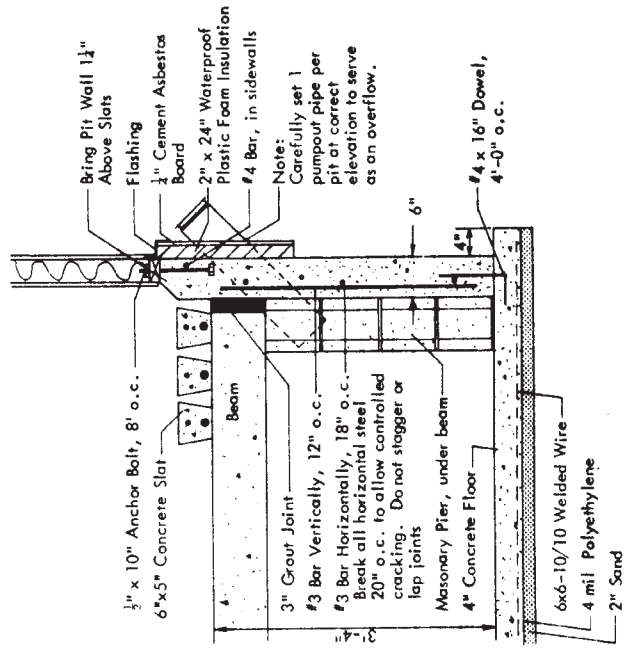 Bring Pit Wall 1½"
Above Slats
Flashing
½" Cement Asbestos
Board
2" x 24" Waterproof
Plastic Foam Insulation
#4 Bar, in sidewalls
Note:
Carefully set 1
pumpout pipe per
pit at correct
elevation to serve
as an overflow.
#4 x 16" Dowel,
4'-0" o.c.
6"
4"
½" x 10" Anchor Bolt, 8' o.c.
6"x5" Concrete Slat
Beam
3" Grout Joint
#3 Bar Vertically, 12" o.c.
#3 Bar Horizontally, 18" o.c.
Break all horizontal steel
20" o.c. to allow controlled
cracking. Do not stagger or
lap joints
Masonary Pier, under beam
4" Concrete Floor
3'-4"
6x6-10/10 Welded Wire
4 mil Polyethylene
2" Sand